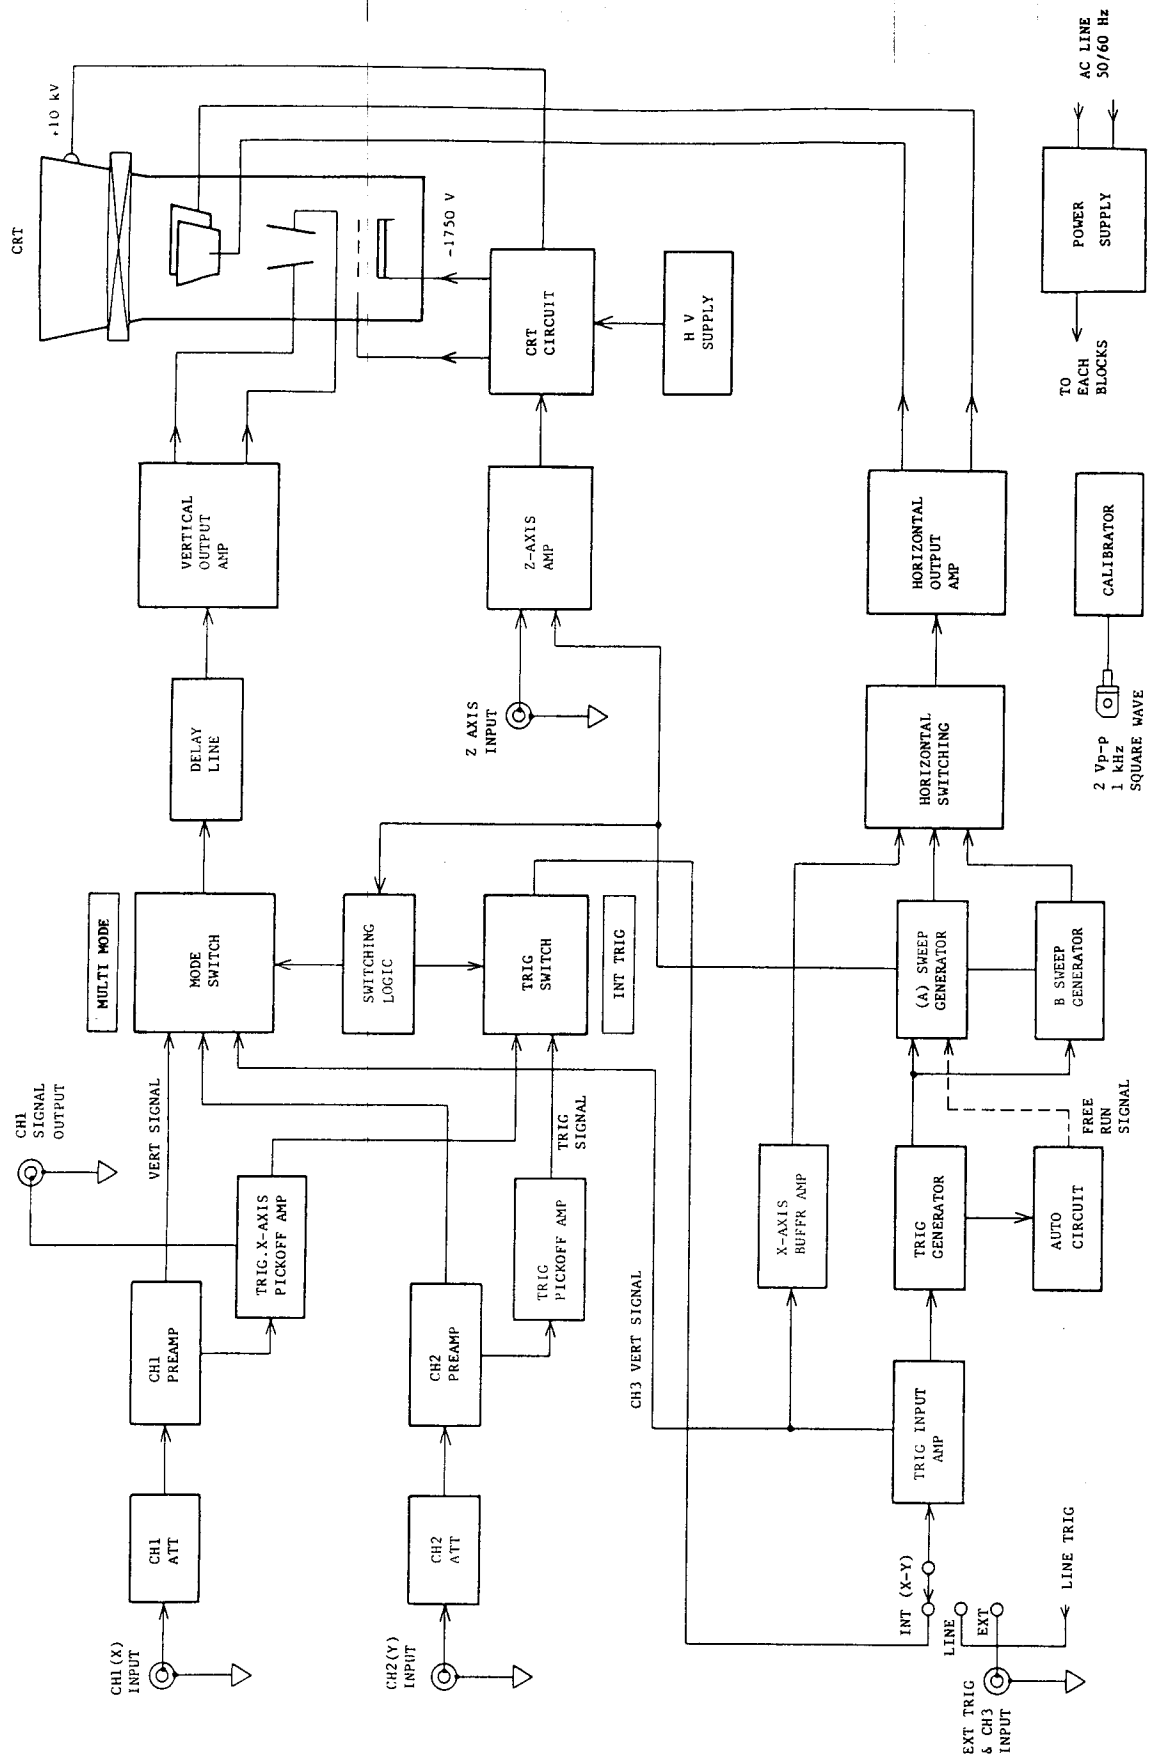 CH1(X)
INPUT
CH1
ATT
CH1
PREAMP
CH1
SIGNAL
OUTPUT
VERT SIGNAL
TRIG.X-AXIS
PICKOFF AMP
MULTI MODE
MODE
SWITCH
DELAY
LINE
VERTICAL
OUTPUT
AMP
CRT
+10 kV
-1750 V
CH2(Y)
INPUT
CH2
ATT
CH2
PREAMP
TRIG
PICKOFF AMP
TRIG
SIGNAL
SWITCHING
LOGIC
TRIG
SWITCH
INT TRIG
Z AXIS
INPUT
Z-AXIS
AMP
CRT
CIRCUIT
H V
SUPPLY
CH3 VERT SIGNAL
X-AXIS
BUFFR AMP
INT (X-Y)
LINE
EXT
LINE TRIG
EXT TRIG
& CH3
INPUT
TRIG INPUT
AMP
TRIG
GENERATOR
AUTO
CIRCUIT
FREE
RUN
SIGNAL
(A) SWEEP
GENERATOR
B SWEEP
GENERATOR
HORIZONTAL
SWITCHING
HORIZONTAL
OUTPUT
AMP
2 Vp-p
1 kHz
SQUARE WAVE
CALIBRATOR
TO
EACH
BLOCKS
POWER
SUPPLY
AC LINE
50/60 Hz